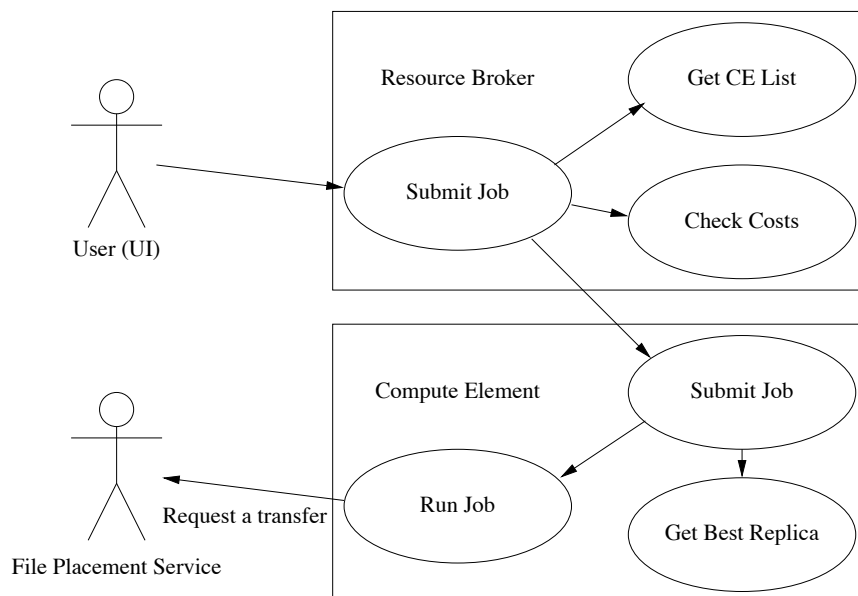 Resource Broker
Get CE List
Submit Job
Check Costs
User (UI)
Compute Element
Submit Job
Run Job
Get Best Replica
Request a transfer
File Placement Service